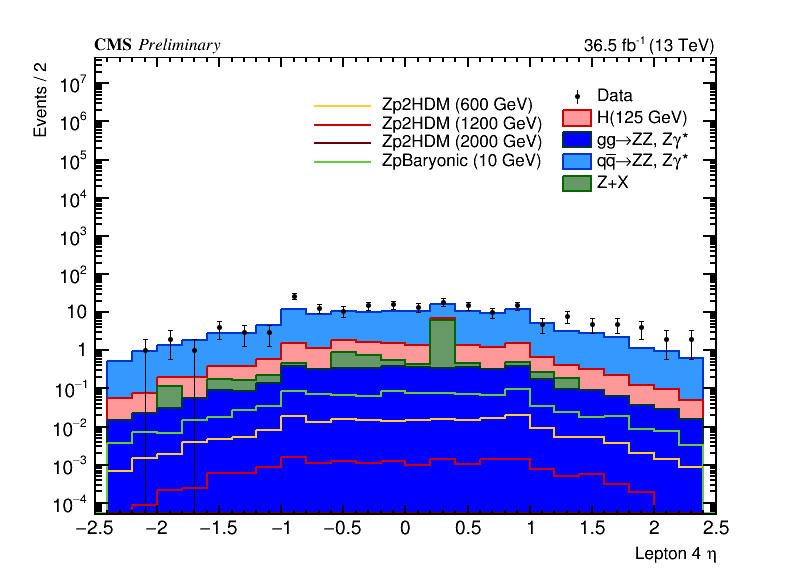 CMS Preliminary
36.5 fb⁻¹ (13 TeV)
Events / 2
10⁷
10⁶
10⁵
10⁴
10³
10²
10
1
10⁻¹
10⁻²
10⁻³
10⁻⁴
Zp2HDM (600 GeV)
Zp2HDM (1200 GeV)
Zp2HDM (2000 GeV)
ZpBaryonic (10 GeV)
Data
H(125 GeV)
gg→ZZ, Zγ*
qq̅→ZZ, Zγ*
Z+X
−2.5 −2 −1.5 −1 −0.5 0 0.5 1 1.5 2 2.5
Lepton 4 η